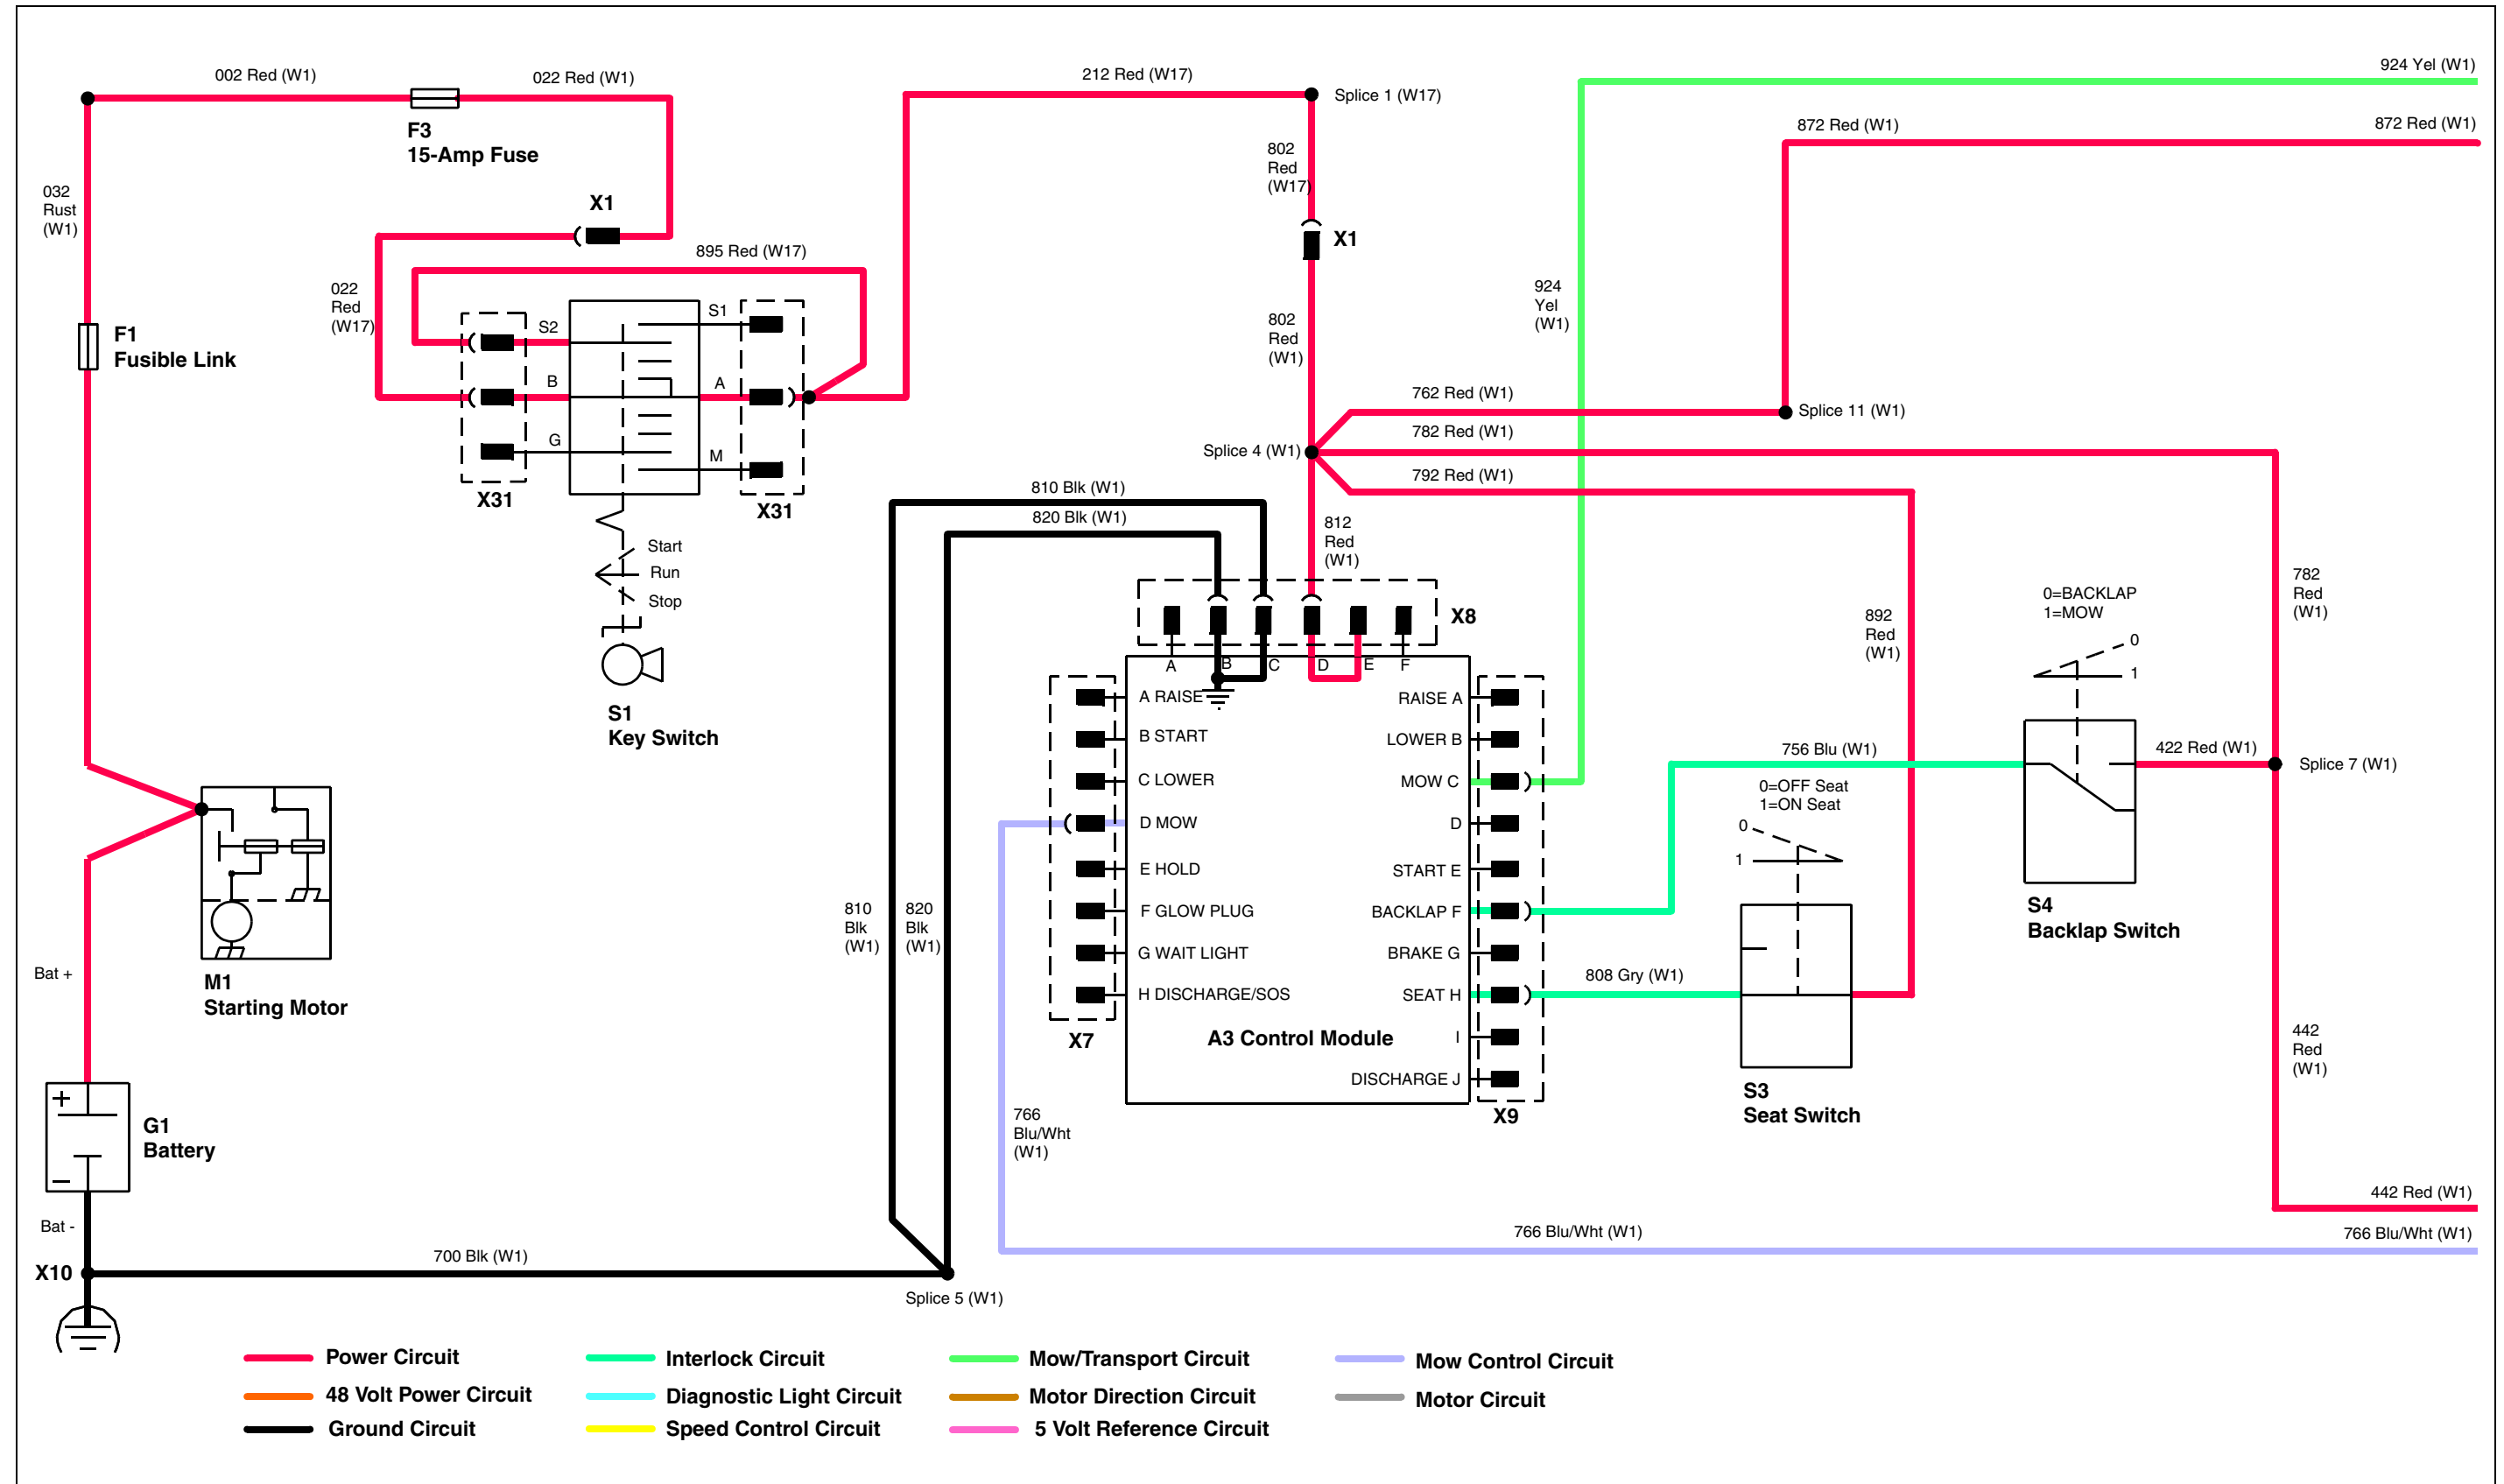 002 Red (W1)
022 Red (W1)
212 Red (W17)
924 Yel (W1)
Splice 1 (W17)
872 Red (W1)
872 Red (W1)
F3
15-Amp Fuse
802
Red
(W17)
032
Rust
(W1)
X1
X1
895 Red (W17)
022
Red
(W17)
924
Yel
(W1)
F1
Fusible Link
S2
S1
802
Red
(W1)
B
A
762 Red (W1)
Splice 11 (W1)
G
M
782 Red (W1)
Splice 4 (W1)
792 Red (W1)
X31
X31
810 Blk (W1)
820 Blk (W1)
812
Red
(W1)
Start
Run
Stop
782
Red
(W1)
0=BACKLAP
1=MOW
892
Red
(W1)
X8
0
1
A
B
C
D
E
F
S1
Key Switch
A RAISE
B START
C LOWER
D MOW
E HOLD
F GLOW PLUG
G WAIT LIGHT
H DISCHARGE/SOS
RAISE A
LOWER B
MOW C
D
START E
BACKLAP F
BRAKE G
SEAT H
I
DISCHARGE J
A3 Control Module
X7
X9
756 Blu (W1)
422 Red (W1)
Splice 7 (W1)
0=OFF Seat
1=ON Seat
0
1
S4
Backlap Switch
810
Blk
(W1)
820
Blk
(W1)
808 Gry (W1)
Bat +
M1
Starting Motor
S3
Seat Switch
442
Red
(W1)
G1
Battery
766
Blu/Wht
(W1)
442 Red (W1)
Bat -
700 Blk (W1)
766 Blu/Wht (W1)
766 Blu/Wht (W1)
X10
Splice 5 (W1)
Power Circuit
Interlock Circuit
Mow/Transport Circuit
Mow Control Circuit
48 Volt Power Circuit
Diagnostic Light Circuit
Motor Direction Circuit
Motor Circuit
Ground Circuit
Speed Control Circuit
5 Volt Reference Circuit